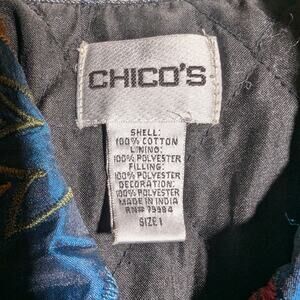 CHICO'S
SHELL:
100% COTTON
LINING:
100% POLYESTER
FILLING:
100% POLYESTER
DECORATION:
100% POLYESTER
MADE IN INDIA
RN# 79984
SIZE 1